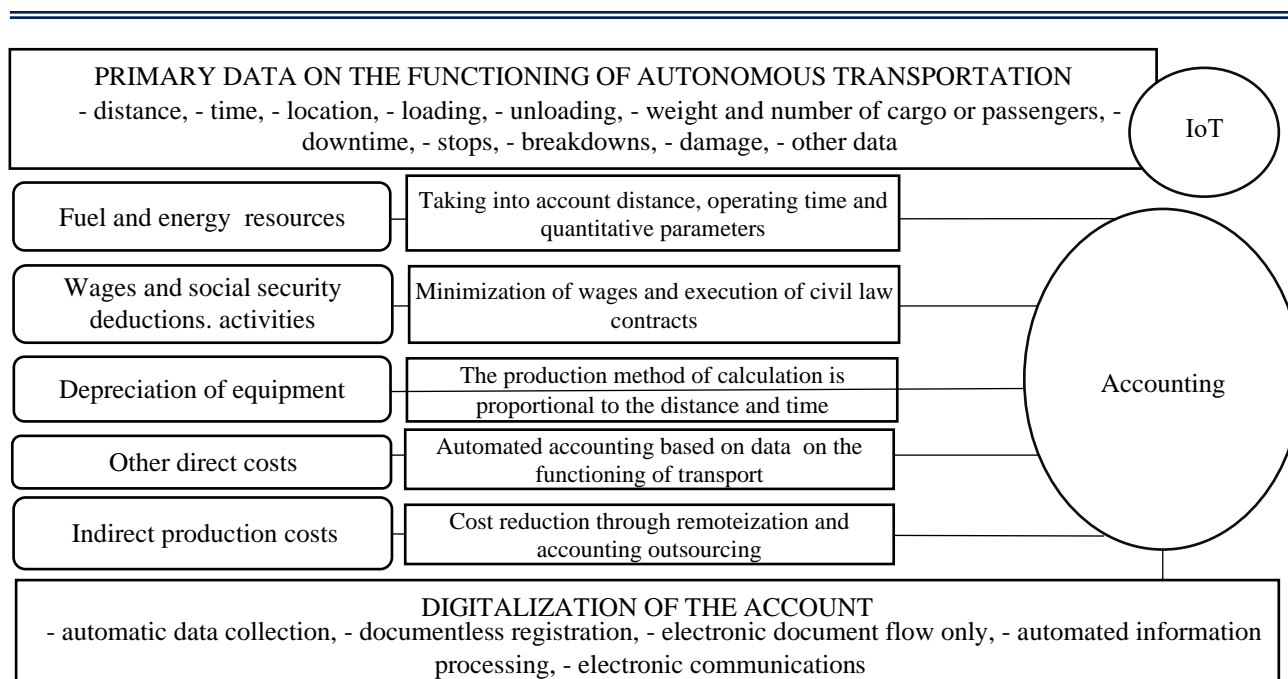 PRIMARY DATA ON THE FUNCTIONING OF AUTONOMOUS TRANSPORTATION
- distance, - time, - location, - loading, - unloading, - weight and number of cargo or passengers, -
downtime, - stops, - breakdowns, - damage, - other data
IoT
Fuel and energy resources
Taking into account distance, operating time and
quantitative parameters
Wages and social security
deductions. activities
Minimization of wages and execution of civil law
contracts
Depreciation of equipment
The production method of calculation is
proportional to the distance and time
Accounting
Other direct costs
Automated accounting based on data on the
functioning of transport
Indirect production costs
Cost reduction through remoteization and
accounting outsourcing
DIGITALIZATION OF THE ACCOUNT
- automatic data collection, - documentless registration, - electronic document flow only, - automated information
processing, - electronic communications